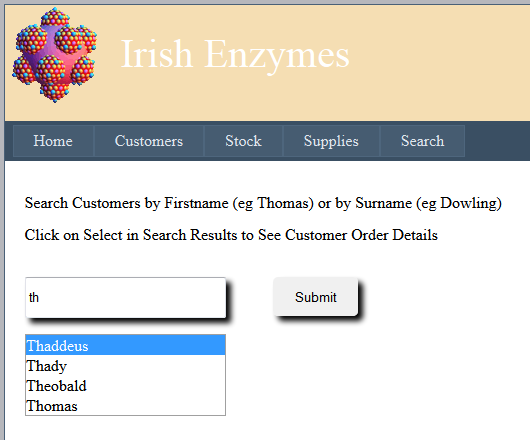 Irish Enzymes
Home Customers Stock Supplies Search
Search Customers by Firstname (eg Thomas) or by Surname (eg Dowling)
Click on Select in Search Results to See Customer Order Details
th Submit
Thaddeus
Thady
Theobald
Thomas